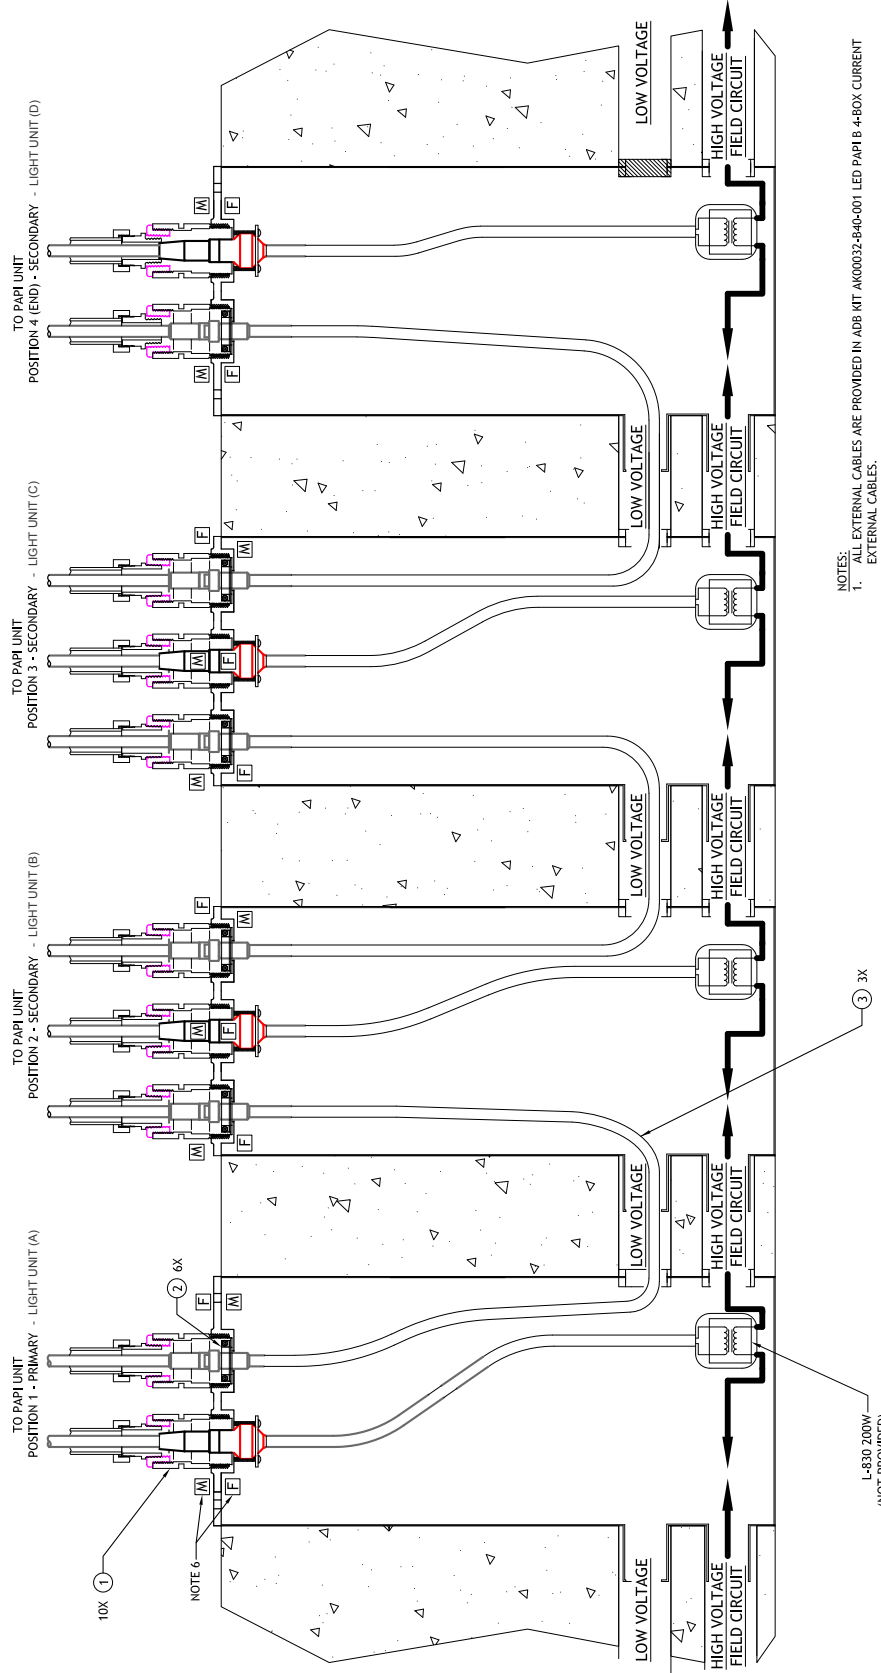 TO PAPI UNIT
POSITION 1 - PRIMARY - LIGHT UNIT (A)
TO PAPI UNIT
POSITION 2 - SECONDARY - LIGHT UNIT (B)
TO PAPI UNIT
POSITION 3 - SECONDARY - LIGHT UNIT (C)
TO PAPI UNIT
POSITION 4 (END) - SECONDARY - LIGHT UNIT (D)
10X 1
2 6X
NOTE 6
M
F
F
M
M
F
M
F
F
M
M
F
M
F
F
M
M
F
M
F
LOW VOLTAGE
LOW VOLTAGE
LOW VOLTAGE
LOW VOLTAGE
LOW VOLTAGE
HIGH VOLTAGE
FIELD CIRCUIT
HIGH VOLTAGE
FIELD CIRCUIT
HIGH VOLTAGE
FIELD CIRCUIT
HIGH VOLTAGE
FIELD CIRCUIT
HIGH VOLTAGE
FIELD CIRCUIT
3 3X
L-830 200W
(NOT PROVIDED)
NOTES:
1. ALL EXTERNAL CABLES ARE PROVIDED IN ADB KIT AK00032-B40-001 LED PAPI B 4-BOX CURRENT
EXTERNAL CABLES.